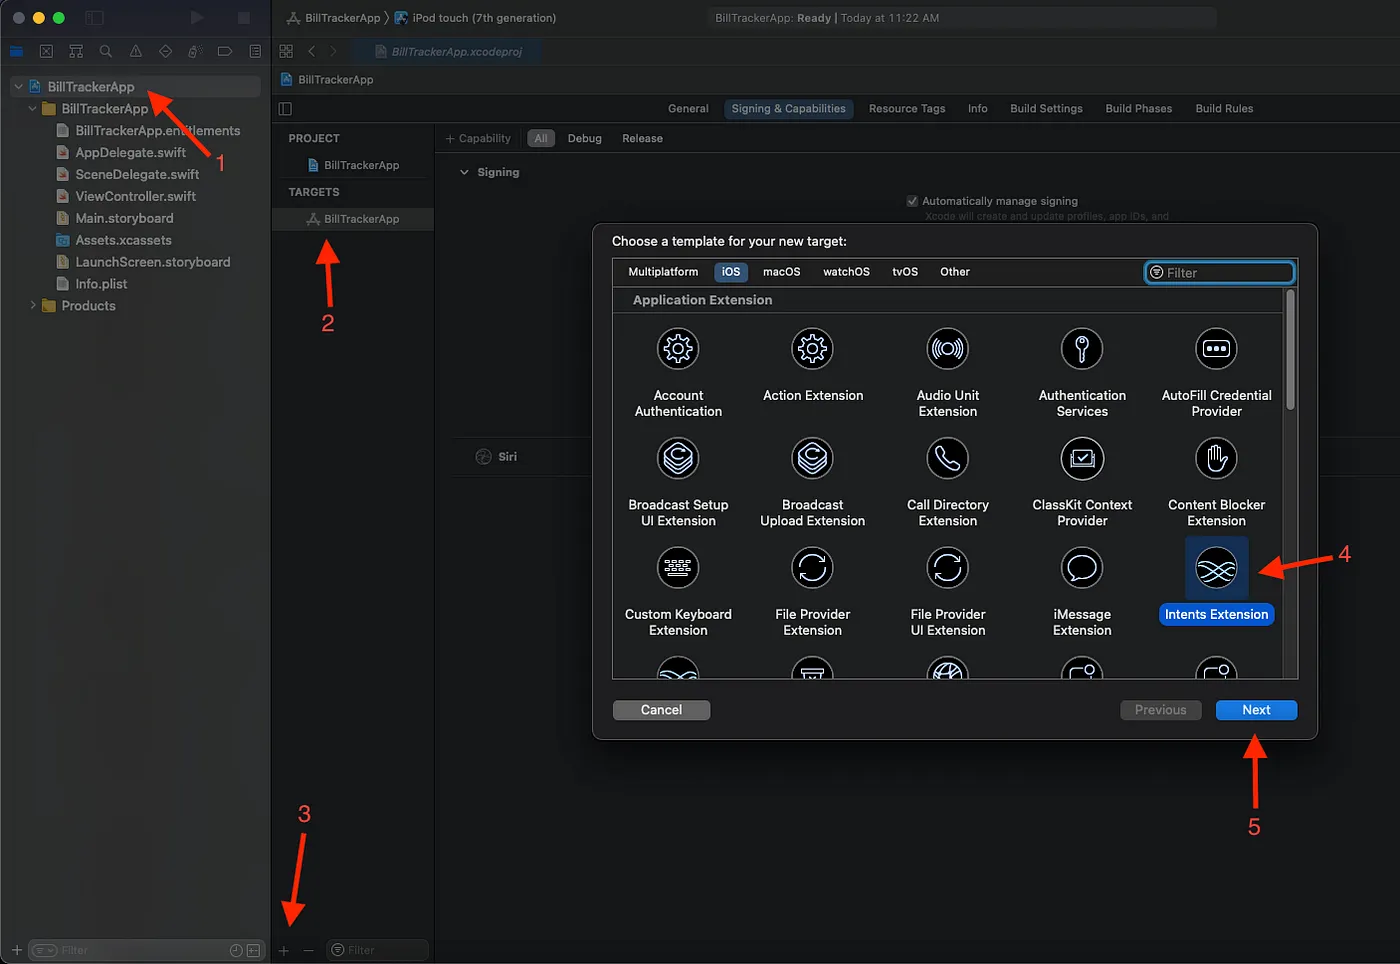 BillTrackerApp
iPod touch (7th generation)
BillTrackerApp: Ready | Today at 11:22 AM
BillTrackerApp.xcodeproj
BillTrackerApp
BillTrackerApp
BillTrackerApp
BillTrackerApp.entitlements
AppDelegate.swift
SceneDelegate.swift
ViewController.swift
Main.storyboard
Assets.xcassets
LaunchScreen.storyboard
Info.plist
Products
1
General
Signing & Capabilities
Resource Tags
Info
Build Settings
Build Phases
Build Rules
PROJECT
BillTrackerApp
TARGETS
BillTrackerApp
2
+ Capability
All
Debug
Release
Signing
Automatically manage signing
Xcode will create and update profiles, app IDs, and
Siri
Choose a template for your new target:
Multiplatform
iOS
macOS
watchOS
tvOS
Other
Filter
Application Extension
Account
Authentication
Action Extension
Audio Unit
Extension
Authentication
Services
AutoFill Credential
Provider
Broadcast Setup
UI Extension
Broadcast
Upload Extension
Call Directory
Extension
ClassKit Context
Provider
Content Blocker
Extension
Custom Keyboard
Extension
File Provider
Extension
File Provider
UI Extension
iMessage
Extension
Intents Extension
4
Cancel
Previous
Next
5
3
Filter
Filter